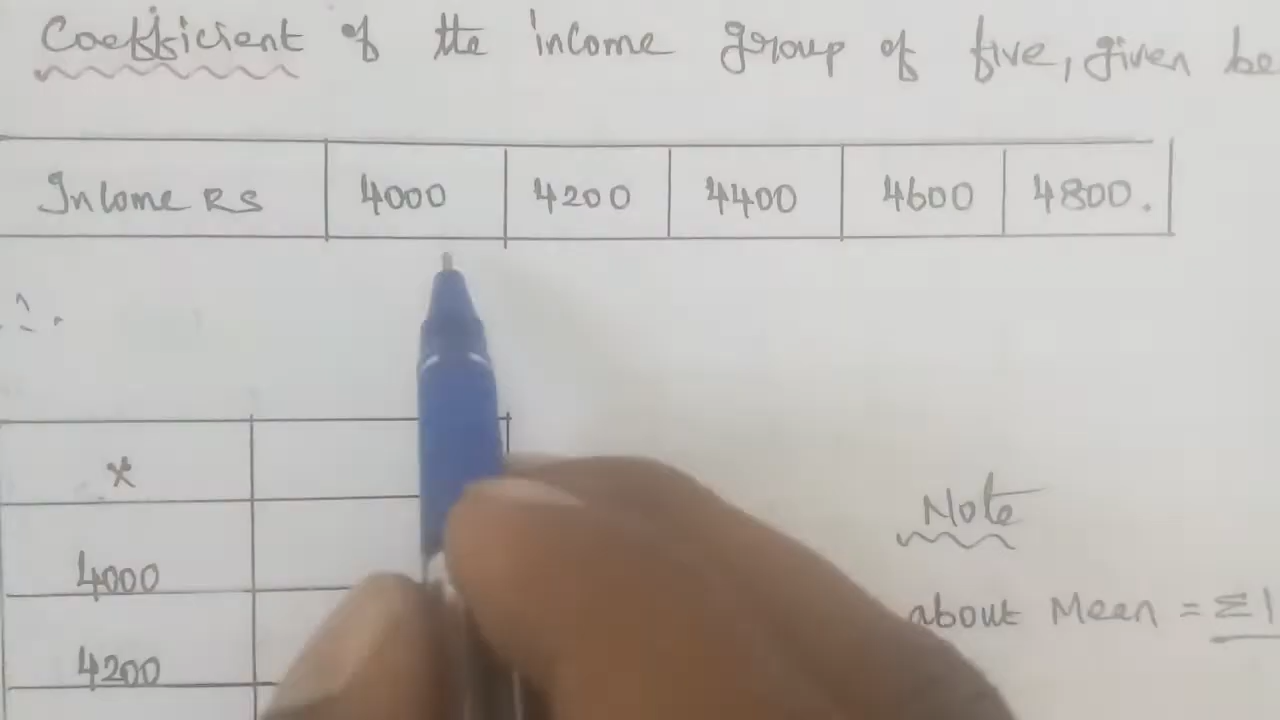 Coefficient of the income group of five, given be
Income RS 4000 4200 4400 4600 4800.
x
4000
4200
Note
about Mean = Σ|